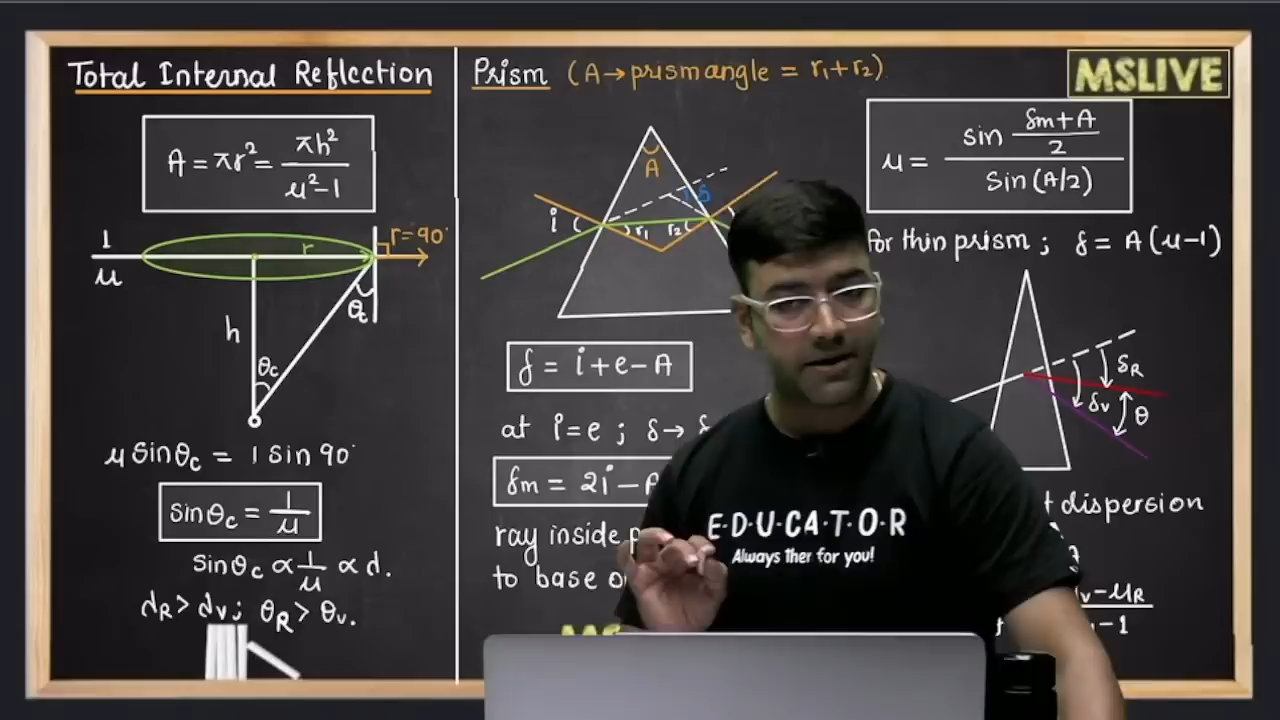 Total Internal Reflection
A = πr² = πh² / μ²-1
1
μ
r
r=90°
h
θc
θc
μ sinθc = 1 sin 90°
sinθc = 1/μ
sinθc ∝ 1/μ ∝ λ.
λR > λV; θR > θV.
Prism (A→prism angle = r₁+r₂)
A
δ
i
r₁
r₂
δ = i+e-A
at i=e ; δ→
δm = 2i-A
ray inside
to base
MSLIVE
μ = sin (δm+A)/2 / sin (A/2)
for thin prism ; δ = A(μ-1)
δR
δV
θ
dispersion
μR
-1
E·D·U·C·A·T·O·R
Always ther for you!